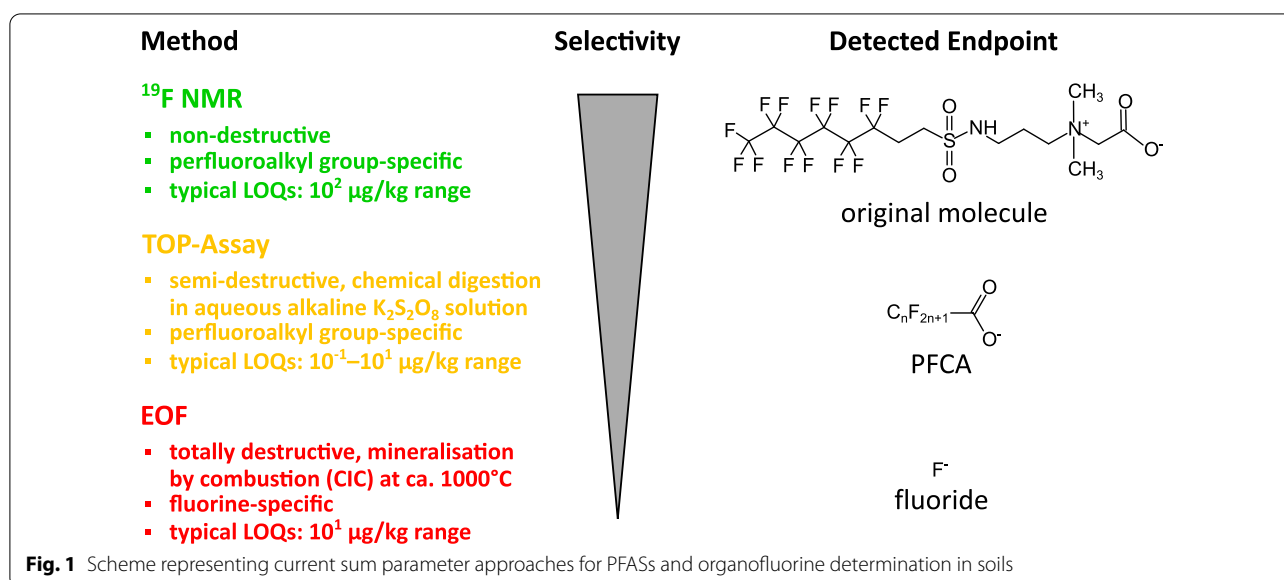 Method Selectivity Detected Endpoint
¹⁹F NMR
▪ non-destructive
▪ perfluoroalkyl group-specific
▪ typical LOQs: 10² µg/kg range
F F F F F F
F
F F F F F F
O
S
O
NH
CH₃
N⁺
CH₃
O
O⁻
original molecule
TOP-Assay
▪ semi-destructive, chemical digestion
in aqueous alkaline K₂S₂O₈ solution
▪ perfluoroalkyl group-specific
▪ typical LOQs: 10⁻¹–10¹ µg/kg range
O
CₙF₂ₙ₊₁
O⁻
PFCA
EOF
▪ totally destructive, mineralisation
by combustion (CIC) at ca. 1000°C
▪ fluorine-specific
▪ typical LOQs: 10¹ µg/kg range
F⁻
fluoride
Fig. 1 Scheme representing current sum parameter approaches for PFASs and organofluorine determination in soils